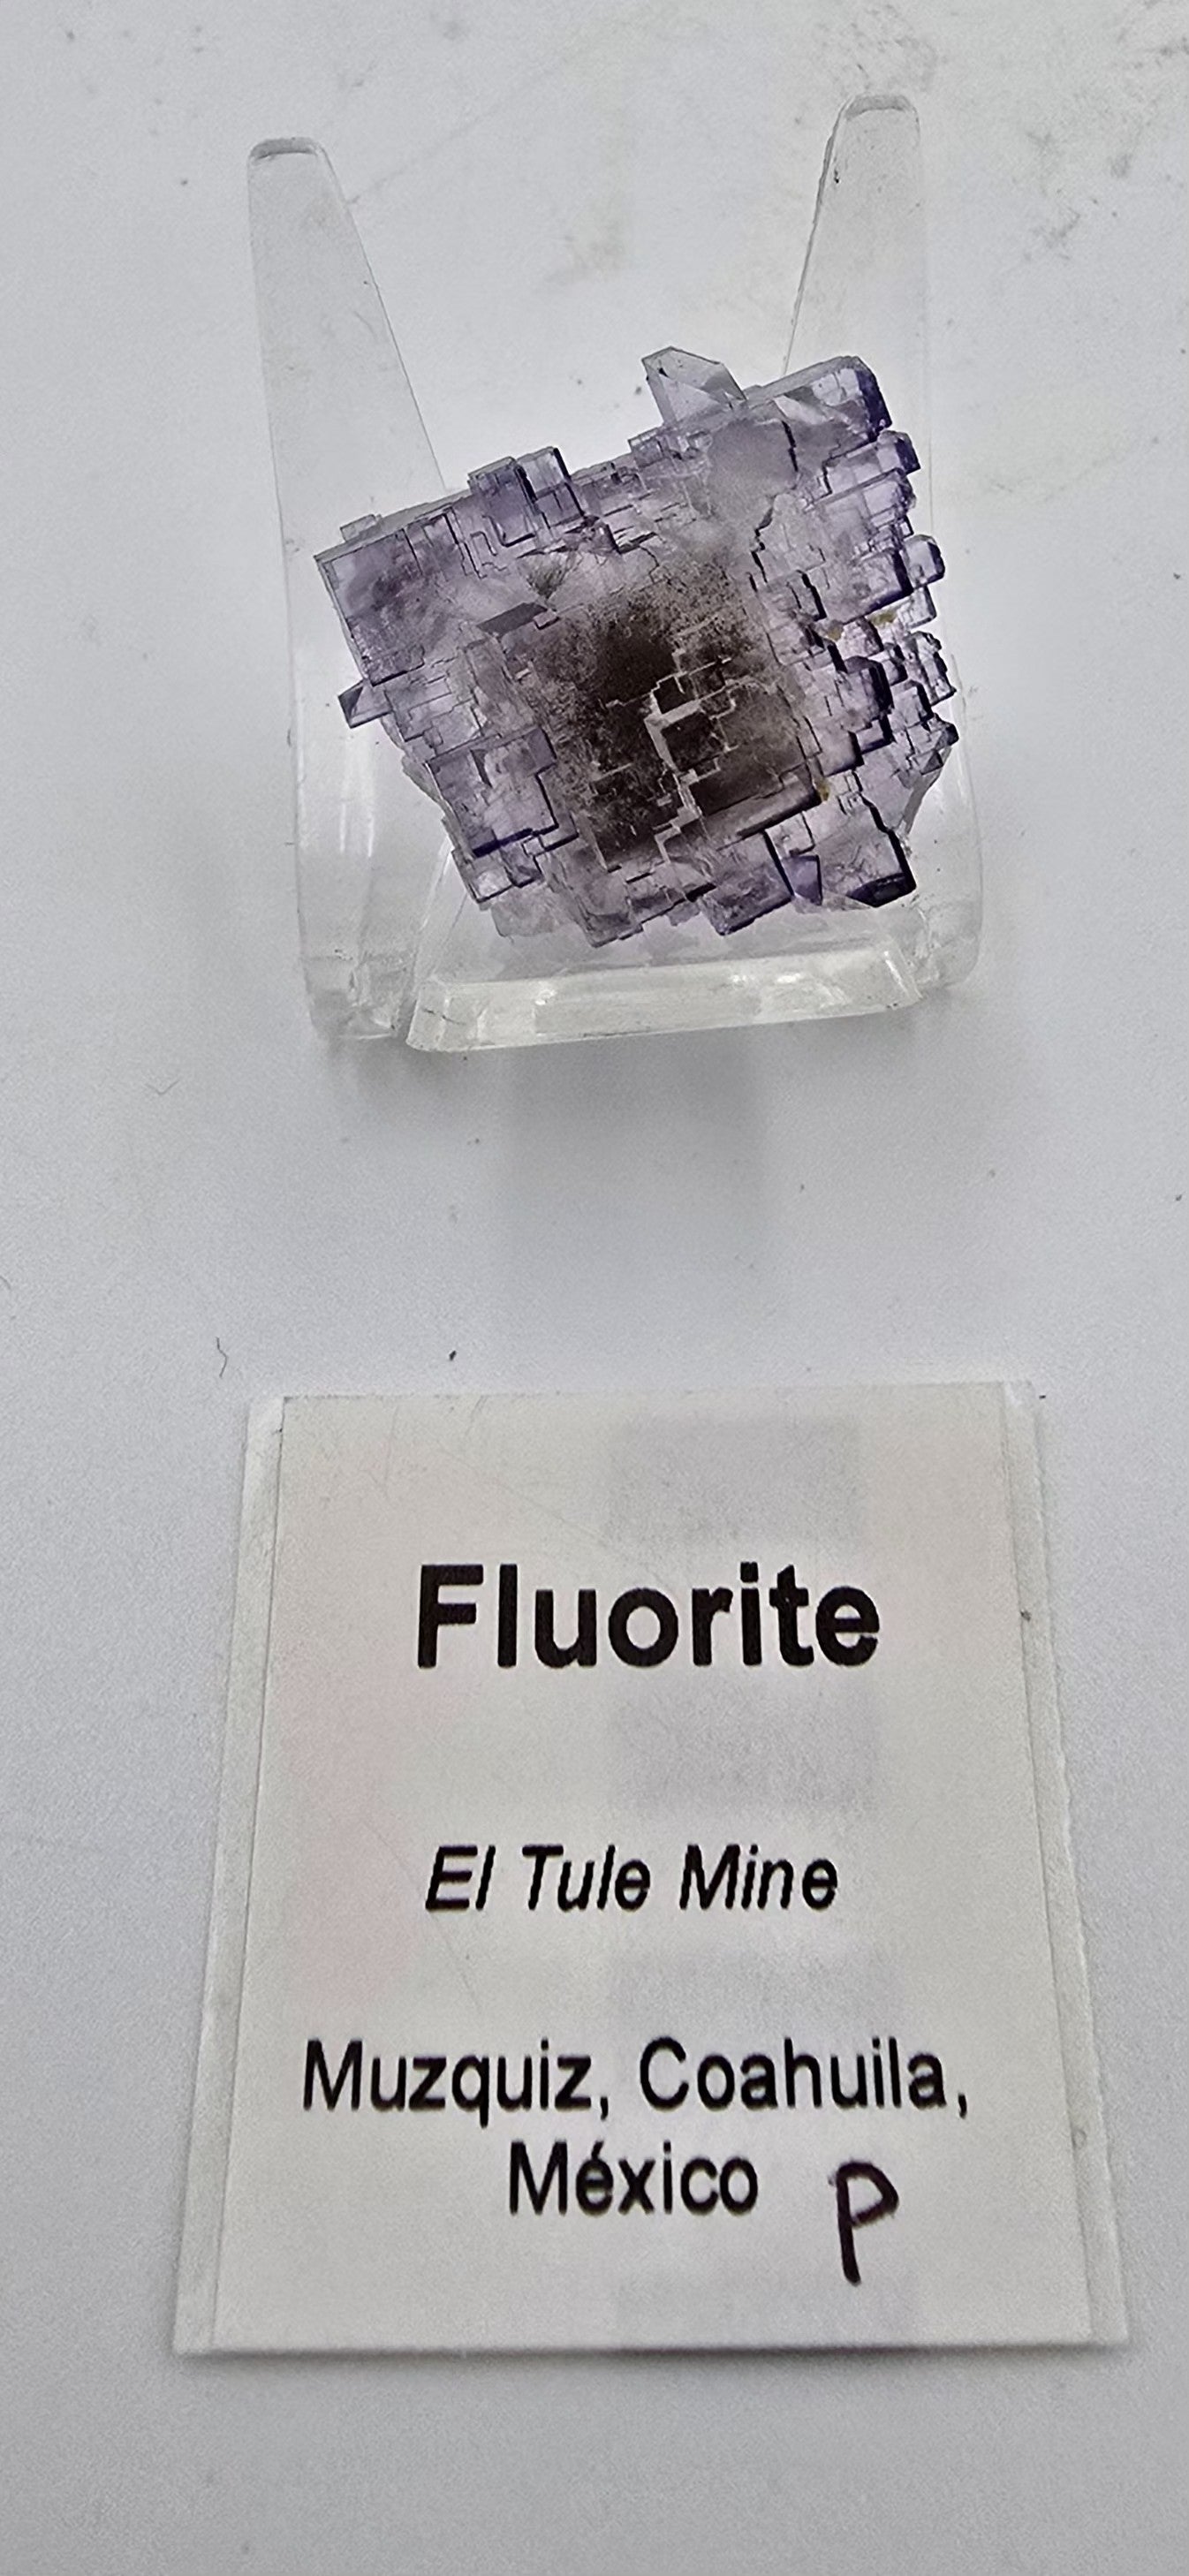 Fluorite
El Tule Mine
Muzquiz, Coahuila,
México P